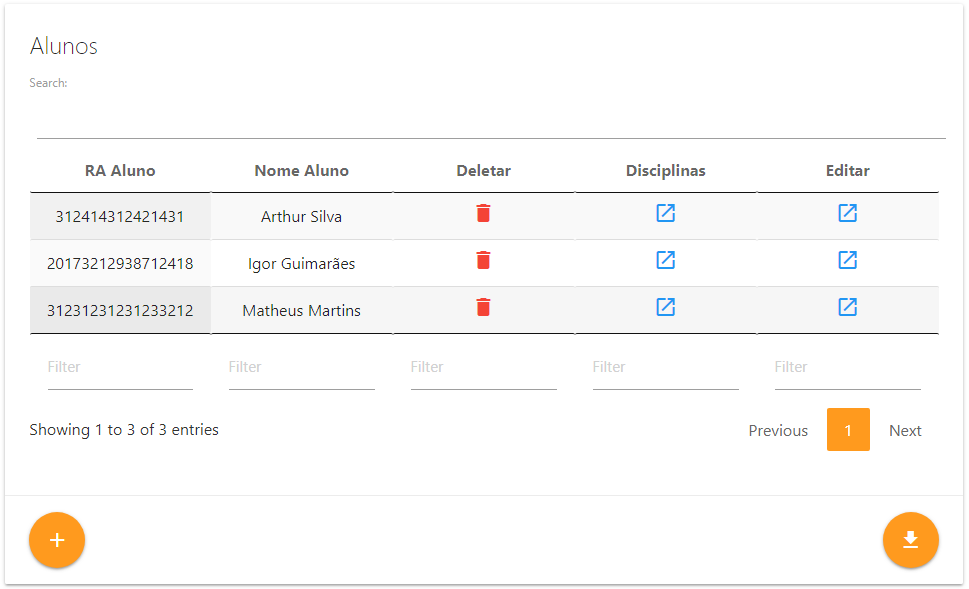 Alunos
Search:
RA Aluno Nome Aluno Deletar Disciplinas Editar
312414312421431 Arthur Silva
20173212938712418 Igor Guimarães
31231231231233212 Matheus Martins
Filter Filter Filter Filter Filter
Showing 1 to 3 of 3 entries Previous 1 Next